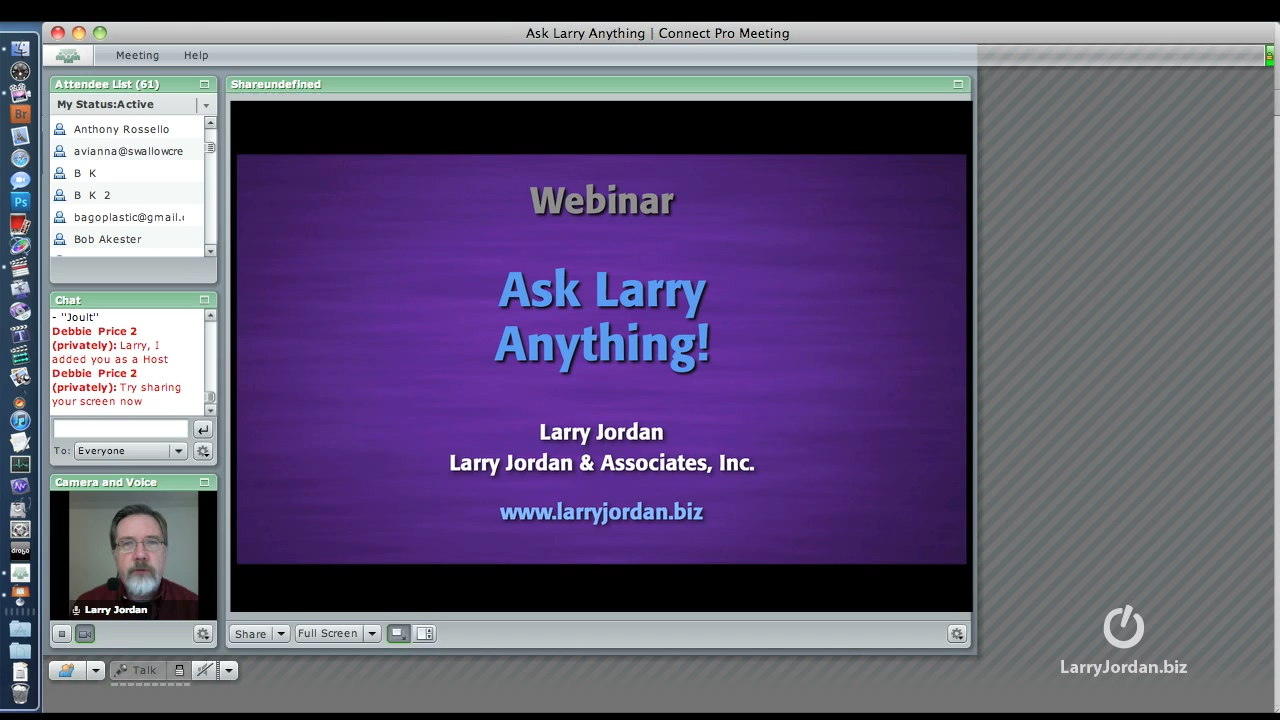 Ask Larry Anything | Connect Pro Meeting
Meeting Help
Attendee List (61)
My Status:Active
Anthony Rossello
avianna@swallowcre
B K
B K 2
bagoplastic@gmail.c
Bob Akester
Chat
- "Joult"
Debbie Price 2
(privately): Larry, I
added you as a Host
Debbie Price 2
(privately): Try sharing
your screen now
To: Everyone
Camera and Voice
Larry Jordan
Talk
Shareundefined
Webinar
Ask Larry
Anything!
Larry Jordan
Larry Jordan & Associates, Inc.
www.larryjordan.biz
Share Full Screen
LarryJordan.biz
Br
Ps
drobo